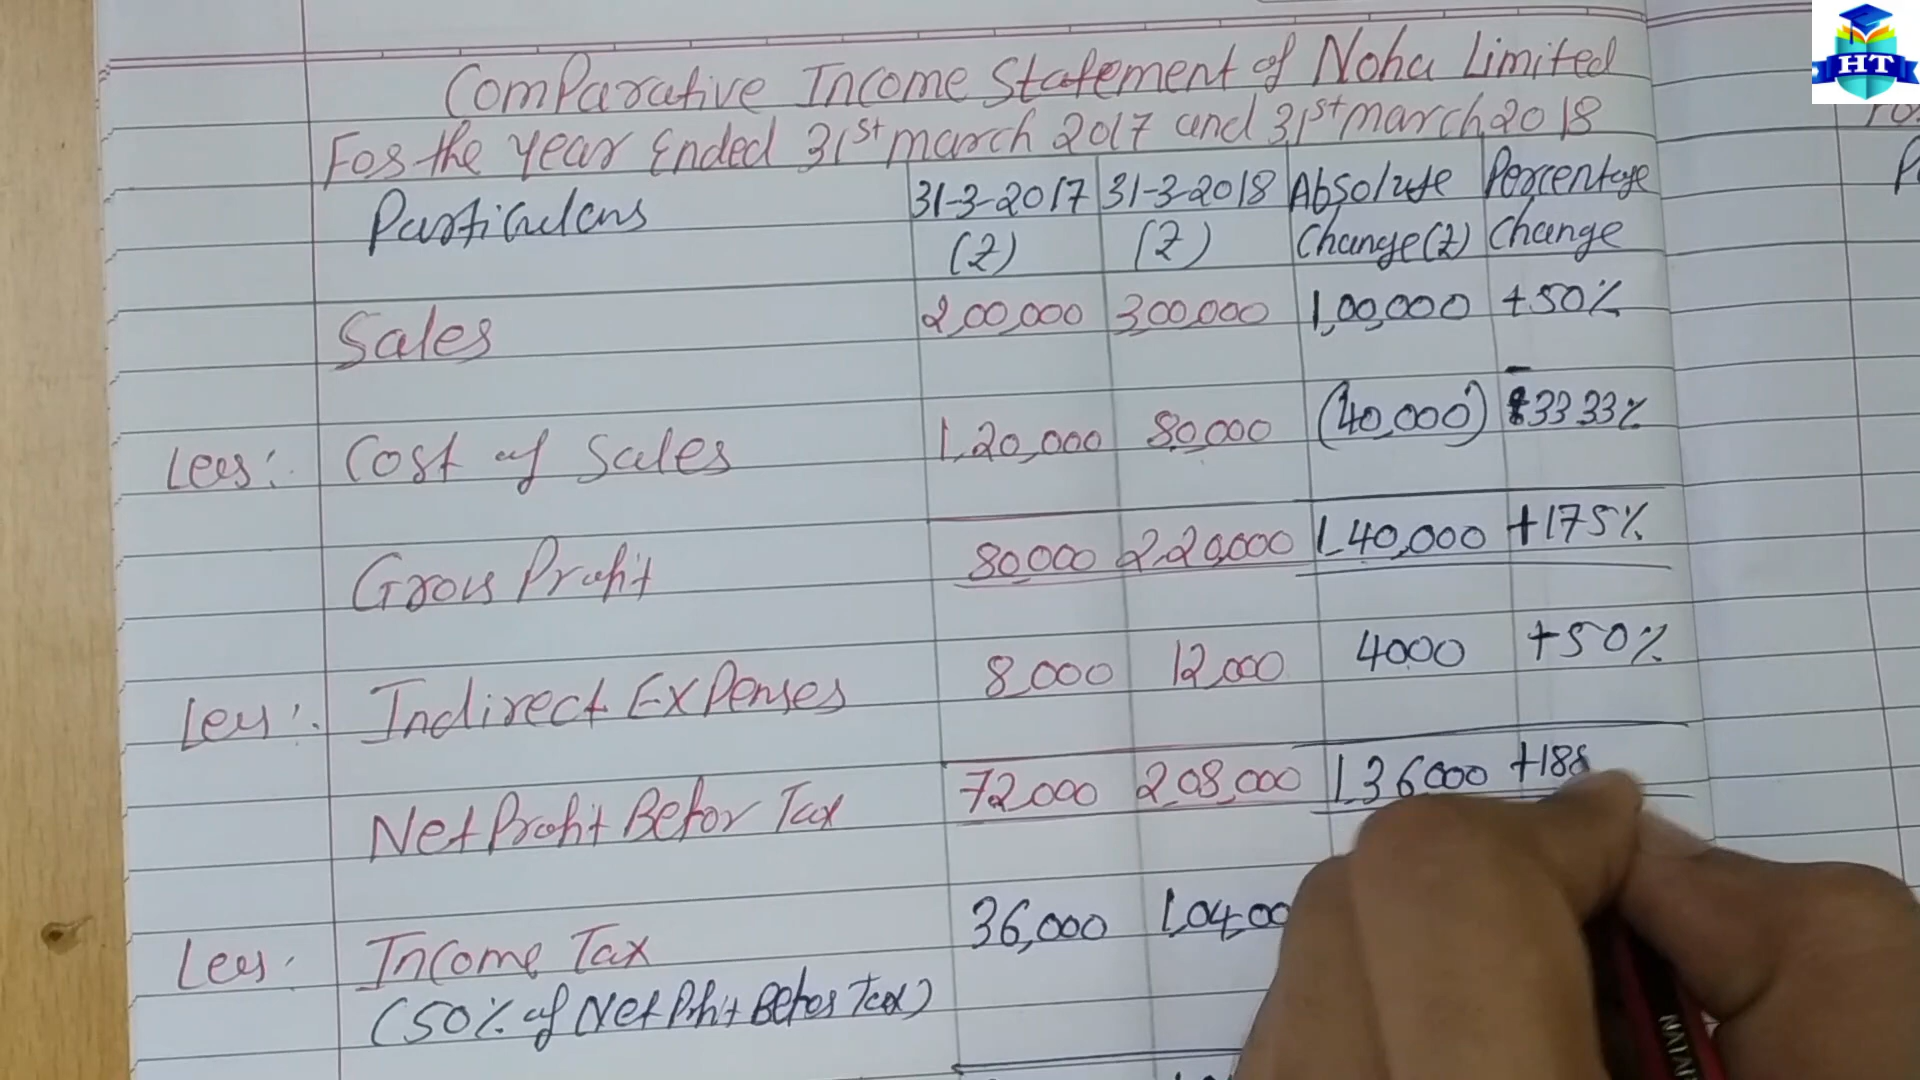 HT
Comparative Income Statement of Noha Limited
For the Year Ended 31st march 2017 and 31st march 2018
Particulars 31-3-2017 (₹) 31-3-2018 (₹) Absolute Change(₹) Percentage Change
Sales 2,00,000 3,00,000 1,00,000 +50%
Less: Cost of Sales 1,20,000 80,000 (40,000) -33.33%
Gross Profit 80,000 2,20,000 1,40,000 +175%
Less: Indirect Expenses 8,000 12,000 4000 +50%
Net Profit Befor Tax 72,000 2,08,000 1,36000 +188
Less: Income Tax 36,000 1,04,00
(50% of Net Profit Before Tax)
NATA